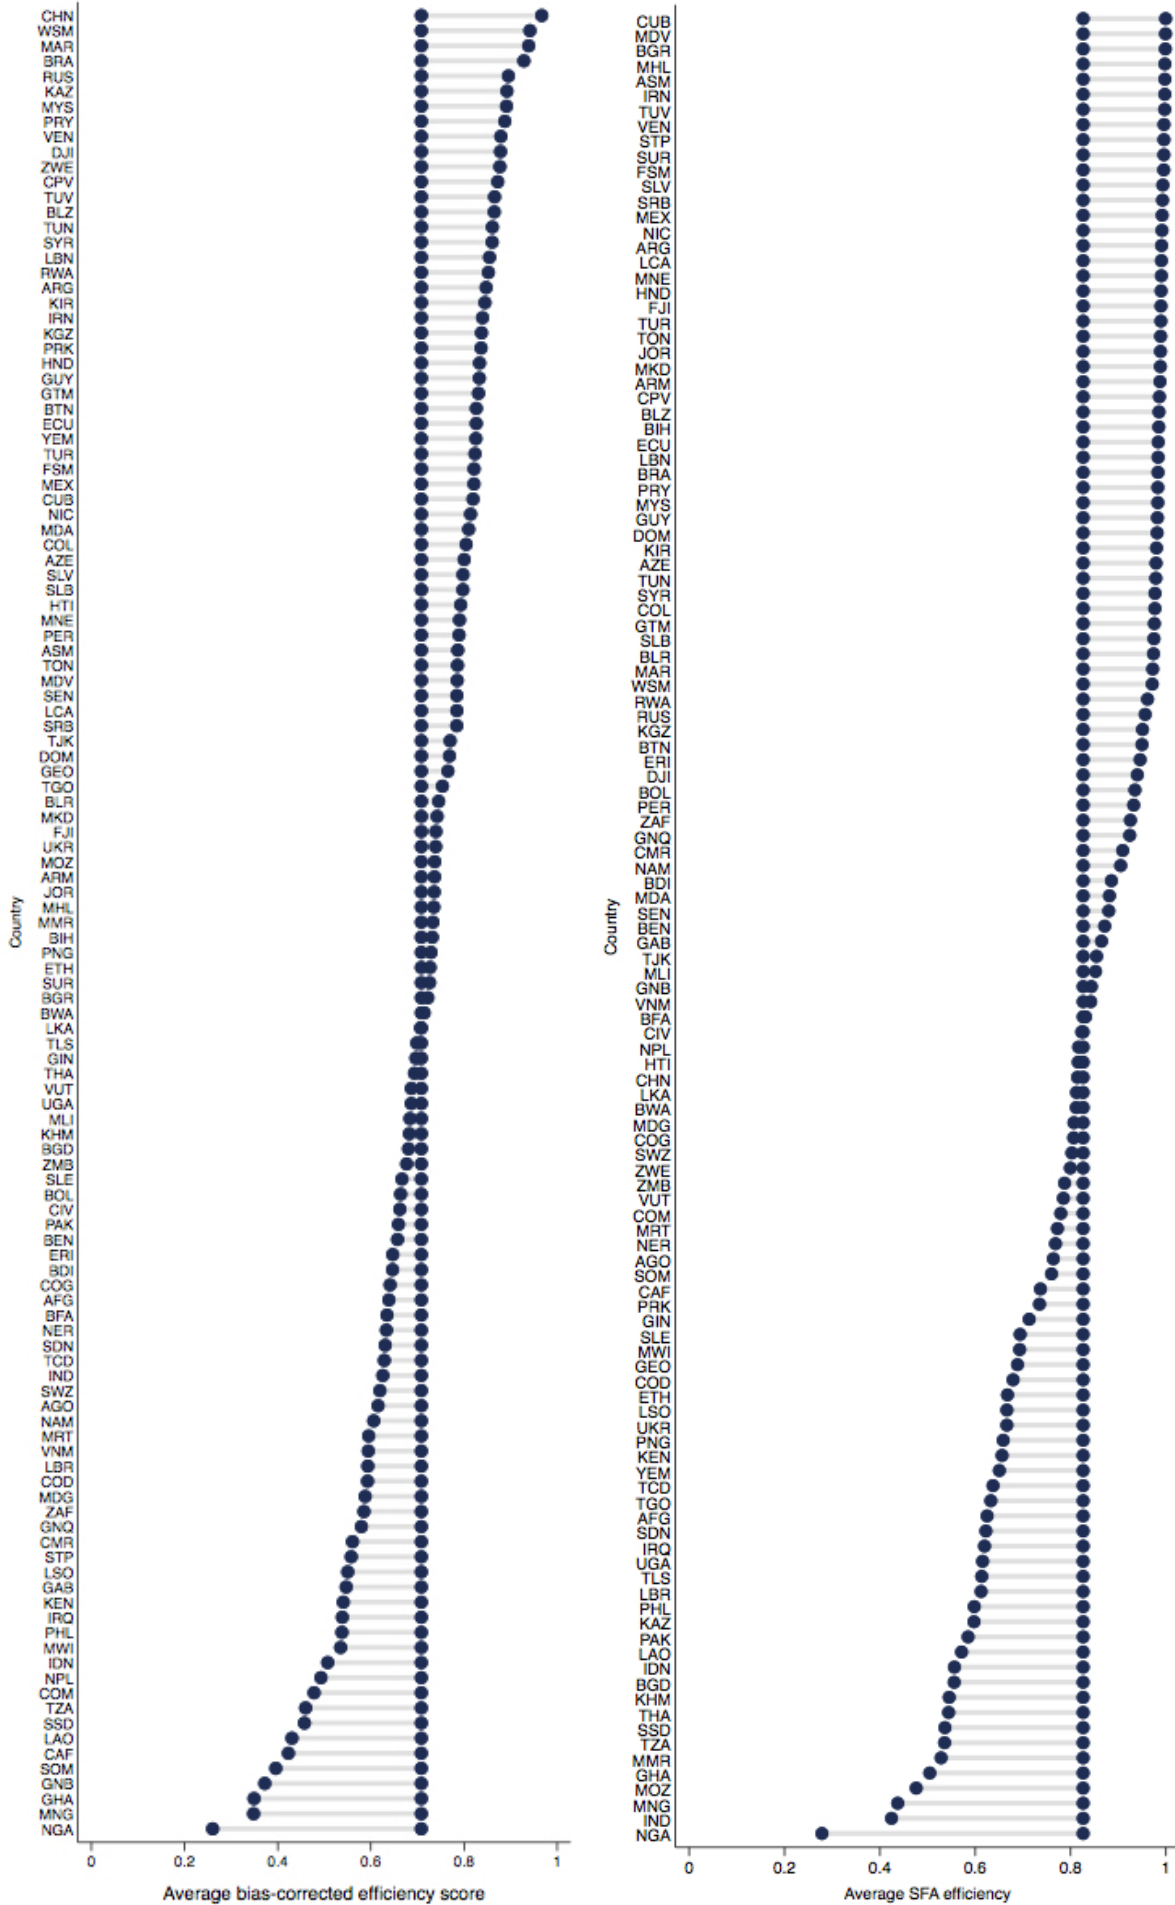 CHN
WSM
MAR
BRA
RUS
KAZ
MYS
PRY
VEN
DJI
ZWE
CPV
TUV
BLZ
TUN
SYR
LBN
RWA
ARG
KIR
IRN
KGZ
PRK
HND
GUY
GTM
BTN
ECU
YEM
TUR
FSM
MEX
CUB
NIC
MDA
COL
AZE
SLV
SLB
HTI
MNE
PER
ASM
TON
MDV
SEN
LCA
SRB
TJK
DOM
GEO
TGO
BLR
MKD
FJI
UKR
MOZ
ARM
JOR
MHL
MMR
BIH
PNG
ETH
SUR
BGR
BWA
LKA
TLS
GIN
THA
VUT
UGA
MLI
KHM
BGD
ZMB
SLE
BOL
CIV
PAK
BEN
ERI
BDI
COG
AFG
BFA
NER
SDN
TCD
IND
SWZ
AGO
NAM
MRT
VNM
LBR
COD
MDG
ZAF
GNQ
CMR
STP
LSO
GAB
KEN
IRQ
PHL
MWI
IDN
NPL
COM
TZA
SSD
LAO
CAF
SOM
GNB
GHA
MNG
NGA
Country
0 0.2 0.4 0.6 0.8 1
Average bias-corrected efficiency score
CUB
MDV
BGR
MHL
ASM
IRN
TUV
VEN
STP
SUR
FSM
SLV
SRB
MEX
NIC
ARG
LCA
MNE
HND
FJI
TUR
TON
JOR
MKD
ARM
CPV
BLZ
BIH
ECU
LBN
BRA
PRY
MYS
GUY
DOM
KIR
AZE
TUN
SYR
COL
GTM
SLB
BLR
MAR
WSM
RWA
RUS
KGZ
BTN
ERI
DJI
BOL
PER
ZAF
GNQ
CMR
NAM
BDI
MDA
SEN
BEN
GAB
TJK
MLI
GNB
VNM
BFA
CIV
NPL
HTI
CHN
LKA
BWA
MDG
COG
SWZ
ZWE
ZMB
VUT
COM
MRT
NER
AGO
SOM
CAF
PRK
GIN
SLE
MWI
GEO
COD
ETH
LSO
UKR
PNG
KEN
YEM
TCD
TGO
AFG
SDN
IRQ
UGA
TLS
LBR
PHL
KAZ
PAK
LAO
IDN
BGD
KHM
THA
SSD
TZA
MMR
GHA
MOZ
MNG
IND
NGA
Country
0 0.2 0.4 0.6 0.8 1
Average SFA efficiency